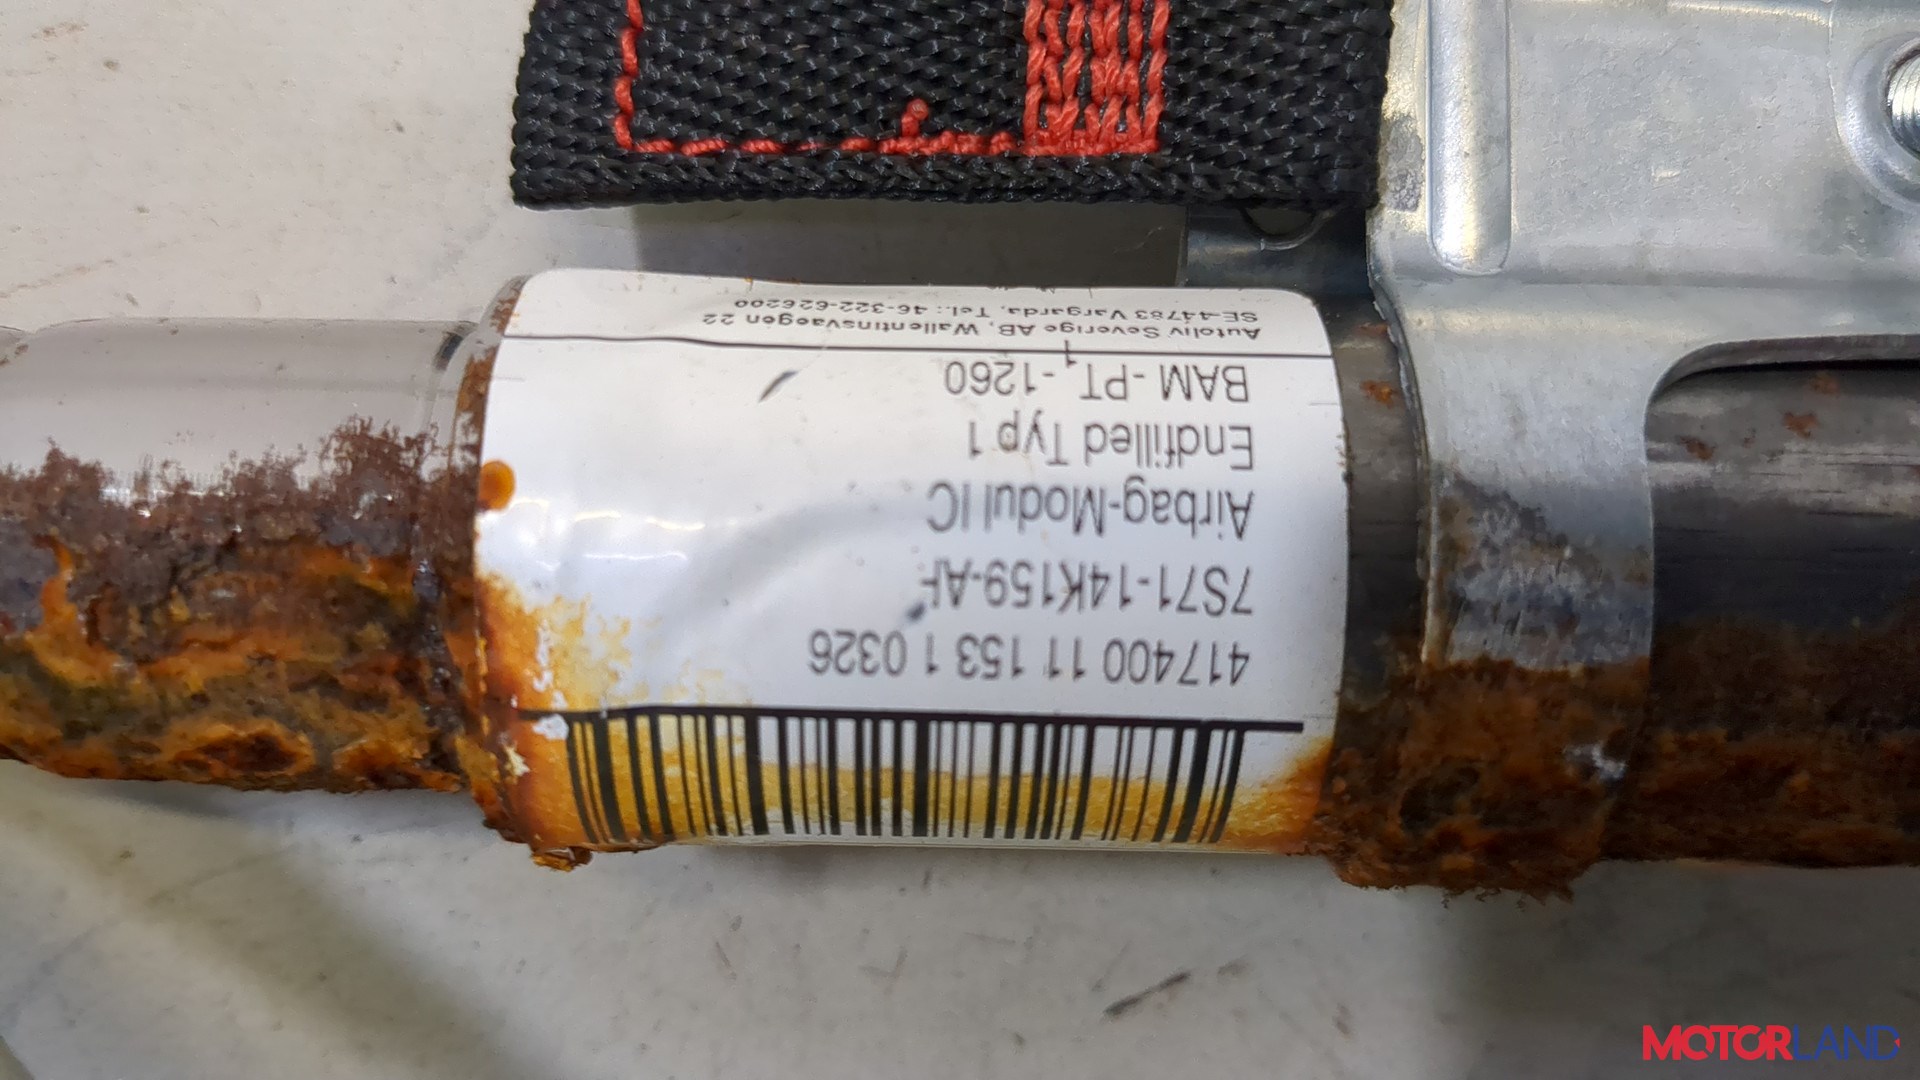 417400 11 153 1 0326
7S71-14K159-AF
Airbag-Modul IC
Endfilled Typ 1
BAM -PT1-1260
Autoliv Sverige AB, Wallentinsvaegen 22
SE-44783 Vargarda, Tel.: 46-322-626200
MOTORLAND